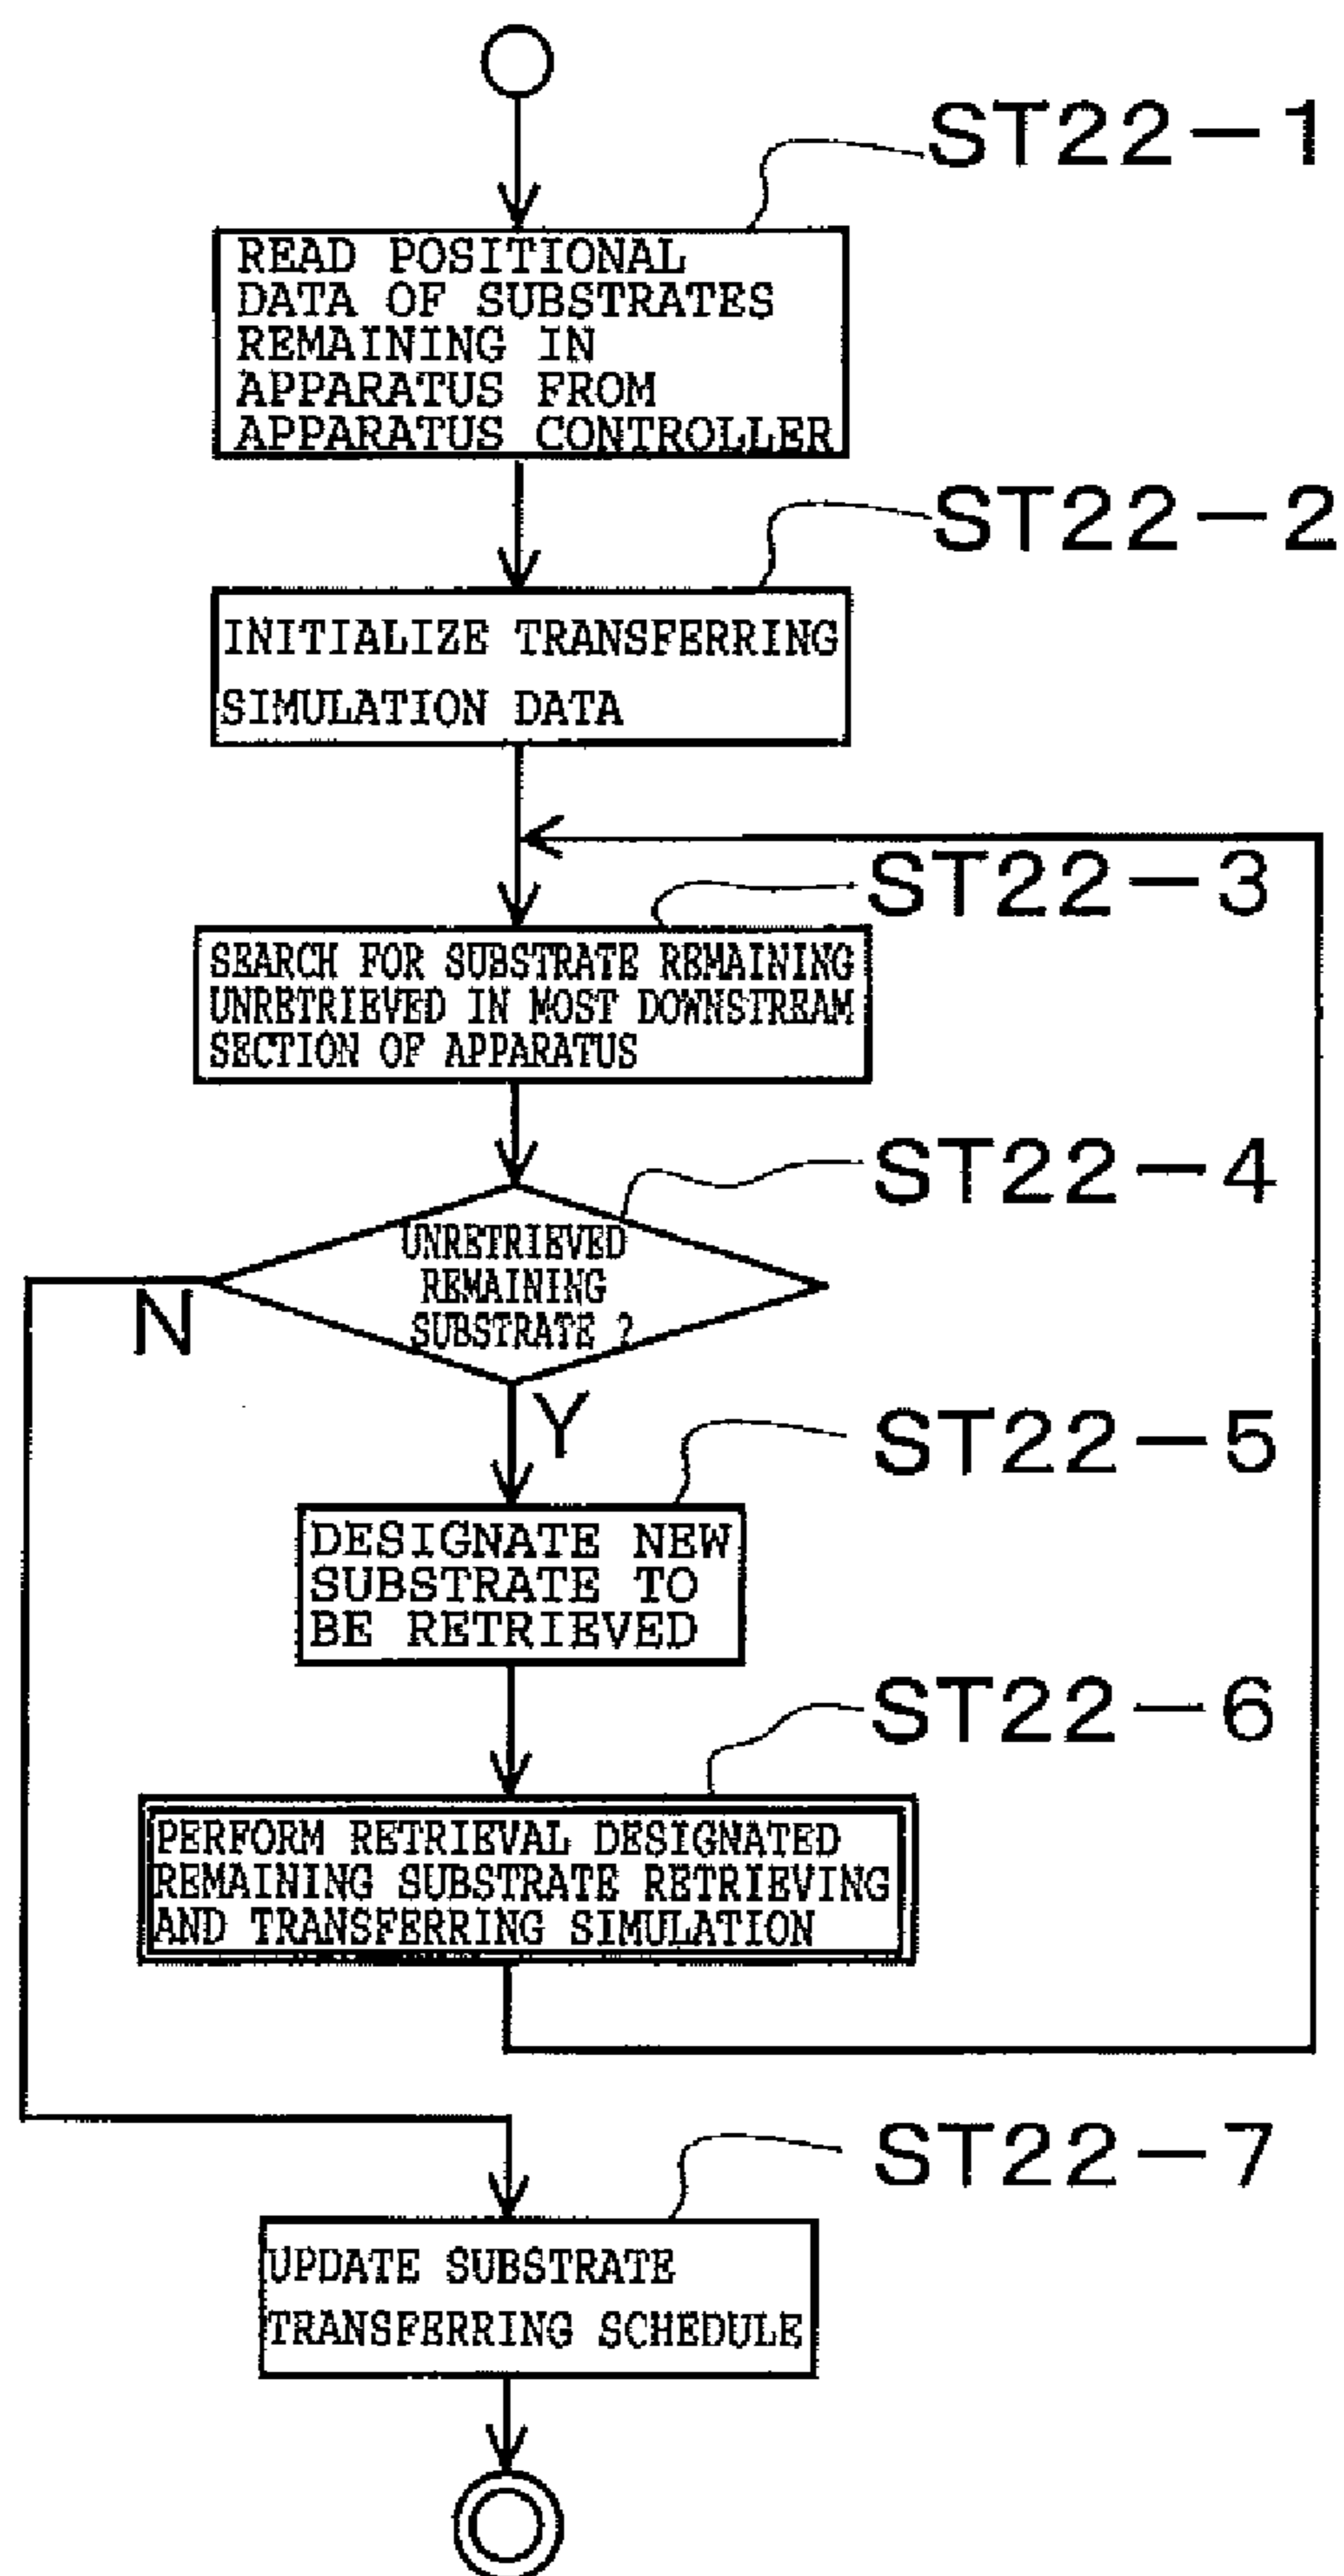 ST22-1
READ POSITIONAL
DATA OF SUBSTRATES
REMAINING IN
APPARATUS FROM
APPARATUS CONTROLLER
ST22-2
INITIALIZE TRANSFERRING
SIMULATION DATA
ST22-3
SEARCH FOR SUBSTRATE REMAINING
UNRETRIEVED IN MOST DOWNSTREAM
SECTION OF APPARATUS
ST22-4
UNRETRIEVED
REMAINING
SUBSTRATE ?
N
Y
ST22-5
DESIGNATE NEW
SUBSTRATE TO
BE RETRIEVED
ST22-6
PERFORM RETRIEVAL DESIGNATED
REMAINING SUBSTRATE RETRIEVING
AND TRANSFERRING SIMULATION
ST22-7
UPDATE SUBSTRATE
TRANSFERRING SCHEDULE